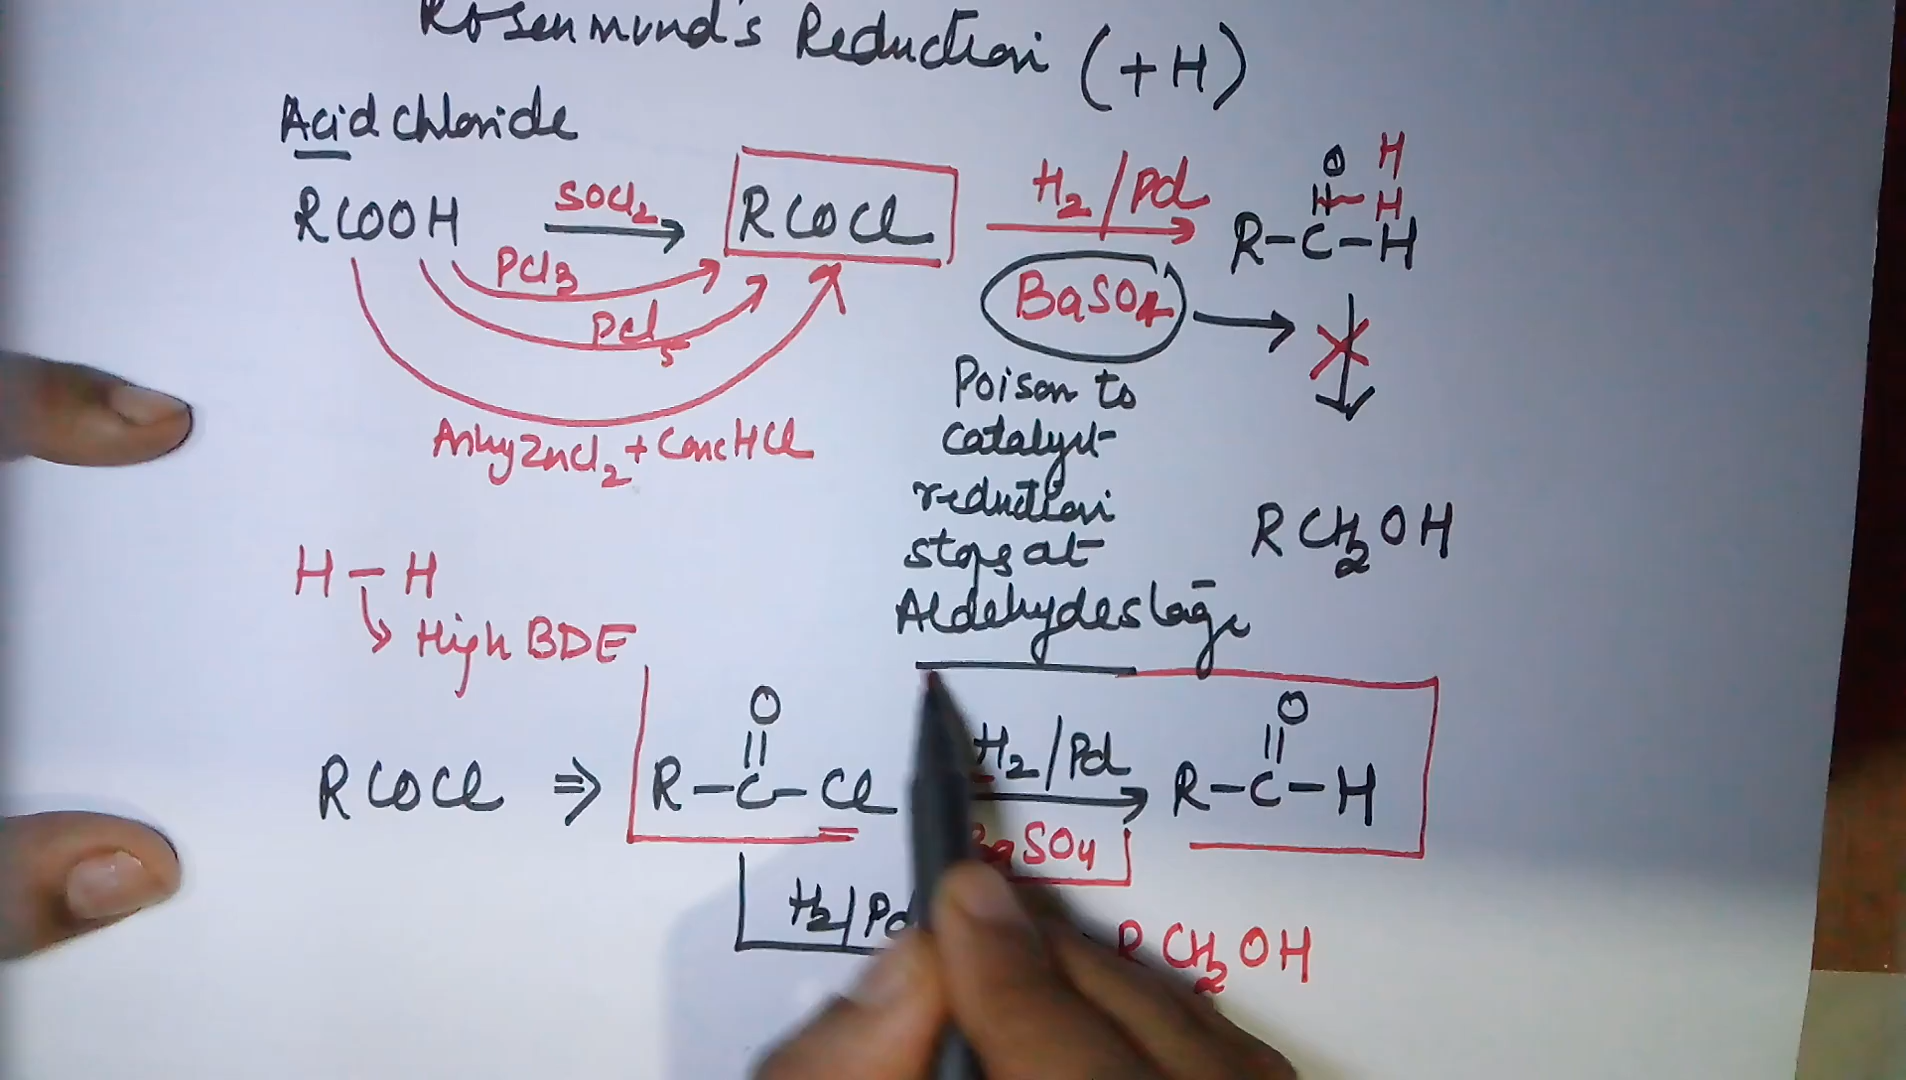 Rosenmund's Reduction (+H)
Acid chloride
RCOOH SOCl2 RCOCl H2/Pd
O H
H H
R-C-H
PCl3
PCl5
BaSO4
Anhy ZnCl2 + Conc HCl
Poison to
catalyst
reduction
stops at
Aldehyde stage
RCH2OH
H-H
High BDE
O O
RCOCl ⇒ R-C-Cl H2/Pd R-C-H
BaSO4
H2/Pd
RCH2OH